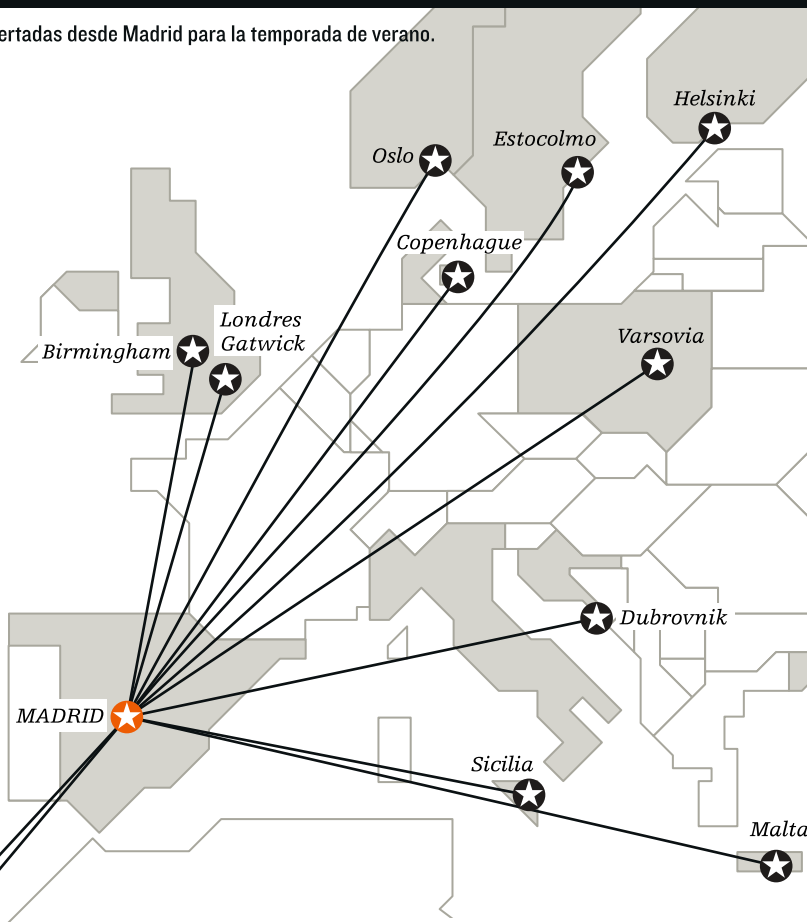 ertadas desde Madrid para la temporada de verano.
Helsinki
Estocolmo
Oslo
Copenhague
Londres
Gatwick
Varsovia
Birmingham
Dubrovnik
MADRID
Sicilia
Malta